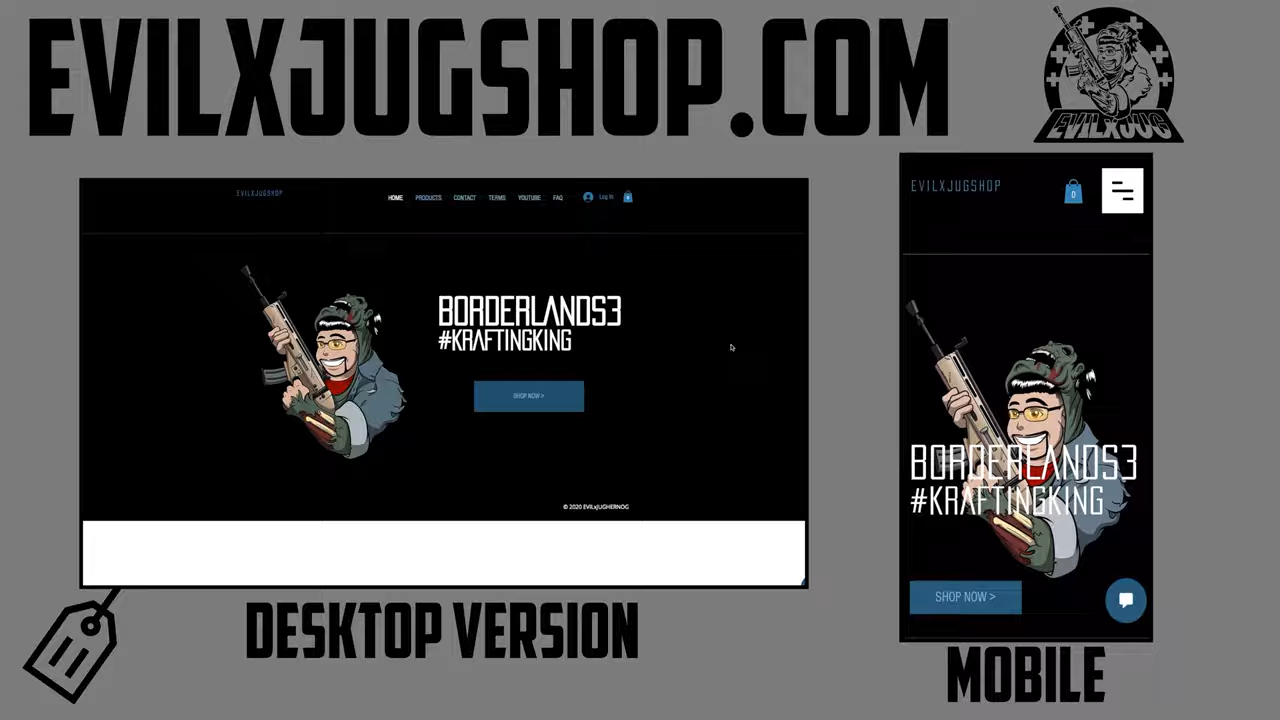 EVILXJUGSHOP.COM
EVILXJUG
EVILXJUGSHOP
HOME PRODUCTS CONTACT TERMS YOUTUBE FAQ Log In 0
BORDERLANDS3
#KRAFTINGKING
SHOP NOW >
© 2020 EVILxJUGHERNOG
DESKTOP VERSION
EVILXJUGSHOP
0
BORDERLANDS3
#KRAFTINGKING
SHOP NOW >
MOBILE